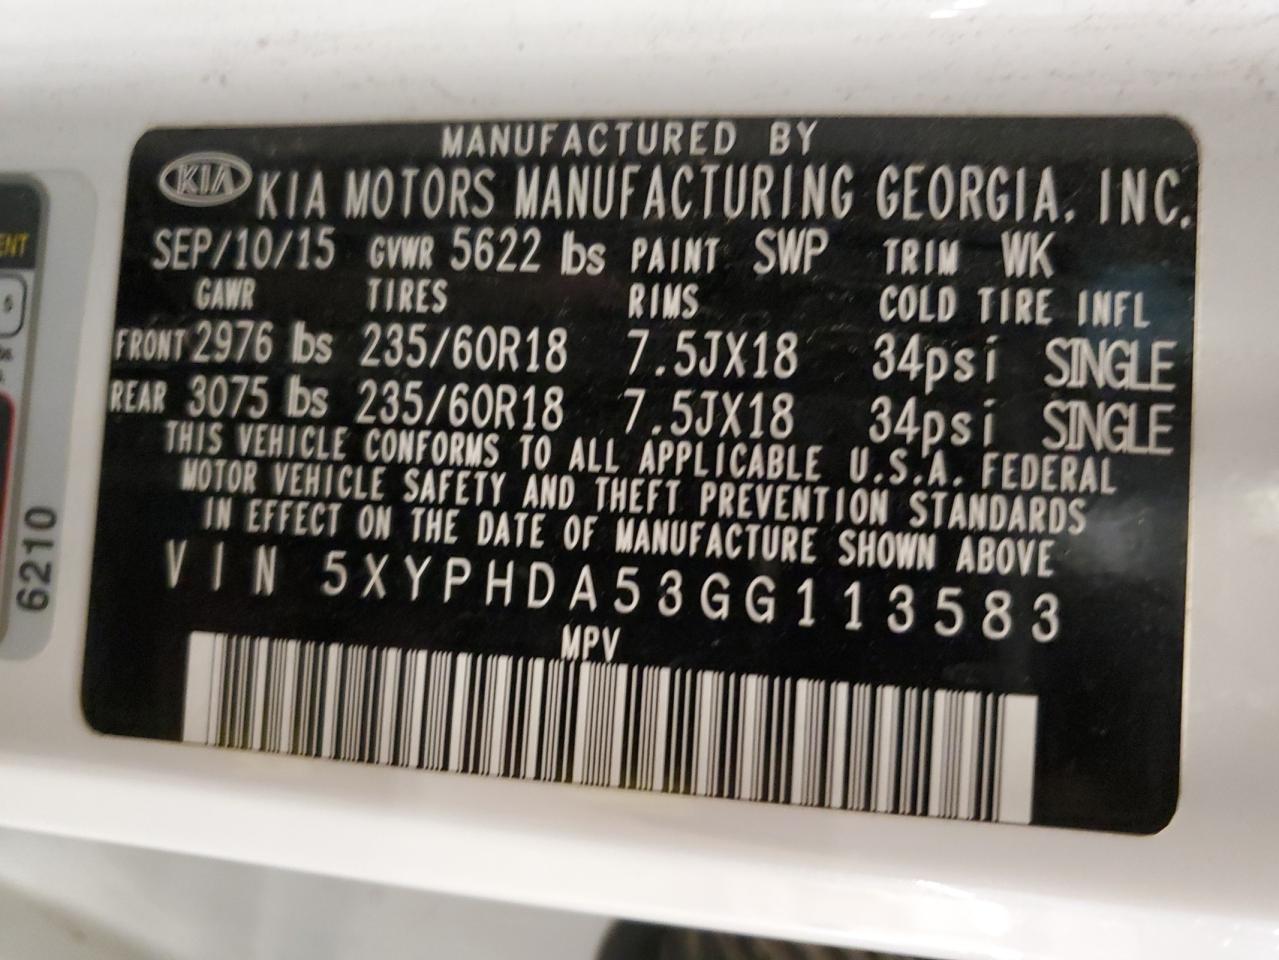 MANUFACTURED BY
KIA KIA MOTORS MANUFACTURING GEORGIA, INC.
SEP/10/15 GVWR 5622 lbs PAINT SWP TRIM WK
GAWR TIRES RIMS COLD TIRE INFL
FRONT 2976 lbs 235/60R18 7.5JX18 34psi SINGLE
REAR 3075 lbs 235/60R18 7.5JX18 34psi SINGLE
THIS VEHICLE CONFORMS TO ALL APPLICABLE U.S.A. FEDERAL
MOTOR VEHICLE SAFETY AND THEFT PREVENTION STANDARDS
IN EFFECT ON THE DATE OF MANUFACTURE SHOWN ABOVE
VIN 5XYPHDA53GG113583
MPV
6210